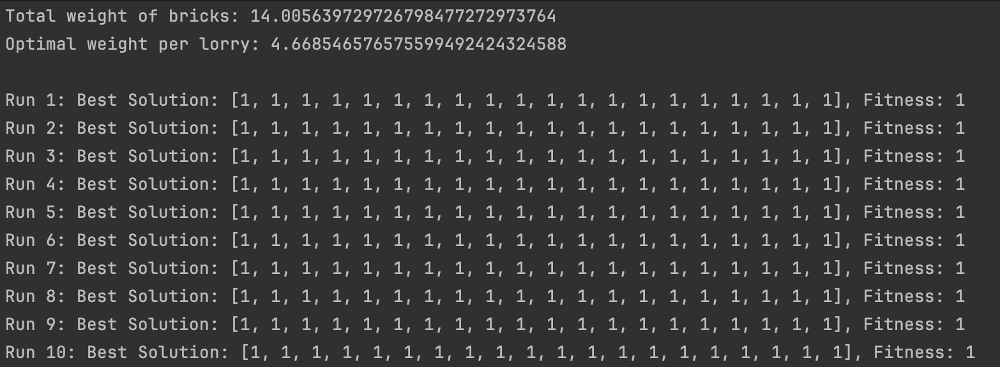 Total weight of bricks: 14.0056397297267984772729737​64
Optimal weight per lorry: 4.6685465765755994924243​24588
Run 1: Best Solution: [1, 1, 1, 1, 1, 1, 1, 1, 1, 1, 1, 1, 1, 1, 1, 1, 1, 1, 1, 1], Fitness: 1
Run 2: Best Solution: [1, 1, 1, 1, 1, 1, 1, 1, 1, 1, 1, 1, 1, 1, 1, 1, 1, 1, 1, 1], Fitness: 1
Run 3: Best Solution: [1, 1, 1, 1, 1, 1, 1, 1, 1, 1, 1, 1, 1, 1, 1, 1, 1, 1, 1, 1], Fitness: 1
Run 4: Best Solution: [1, 1, 1, 1, 1, 1, 1, 1, 1, 1, 1, 1, 1, 1, 1, 1, 1, 1, 1, 1], Fitness: 1
Run 5: Best Solution: [1, 1, 1, 1, 1, 1, 1, 1, 1, 1, 1, 1, 1, 1, 1, 1, 1, 1, 1, 1], Fitness: 1
Run 6: Best Solution: [1, 1, 1, 1, 1, 1, 1, 1, 1, 1, 1, 1, 1, 1, 1, 1, 1, 1, 1, 1], Fitness: 1
Run 7: Best Solution: [1, 1, 1, 1, 1, 1, 1, 1, 1, 1, 1, 1, 1, 1, 1, 1, 1, 1, 1, 1], Fitness: 1
Run 8: Best Solution: [1, 1, 1, 1, 1, 1, 1, 1, 1, 1, 1, 1, 1, 1, 1, 1, 1, 1, 1, 1], Fitness: 1
Run 9: Best Solution: [1, 1, 1, 1, 1, 1, 1, 1, 1, 1, 1, 1, 1, 1, 1, 1, 1, 1, 1, 1], Fitness: 1
Run 10: Best Solution: [1, 1, 1, 1, 1, 1, 1, 1, 1, 1, 1, 1, 1, 1, 1, 1, 1, 1, 1, 1], Fitness: 1